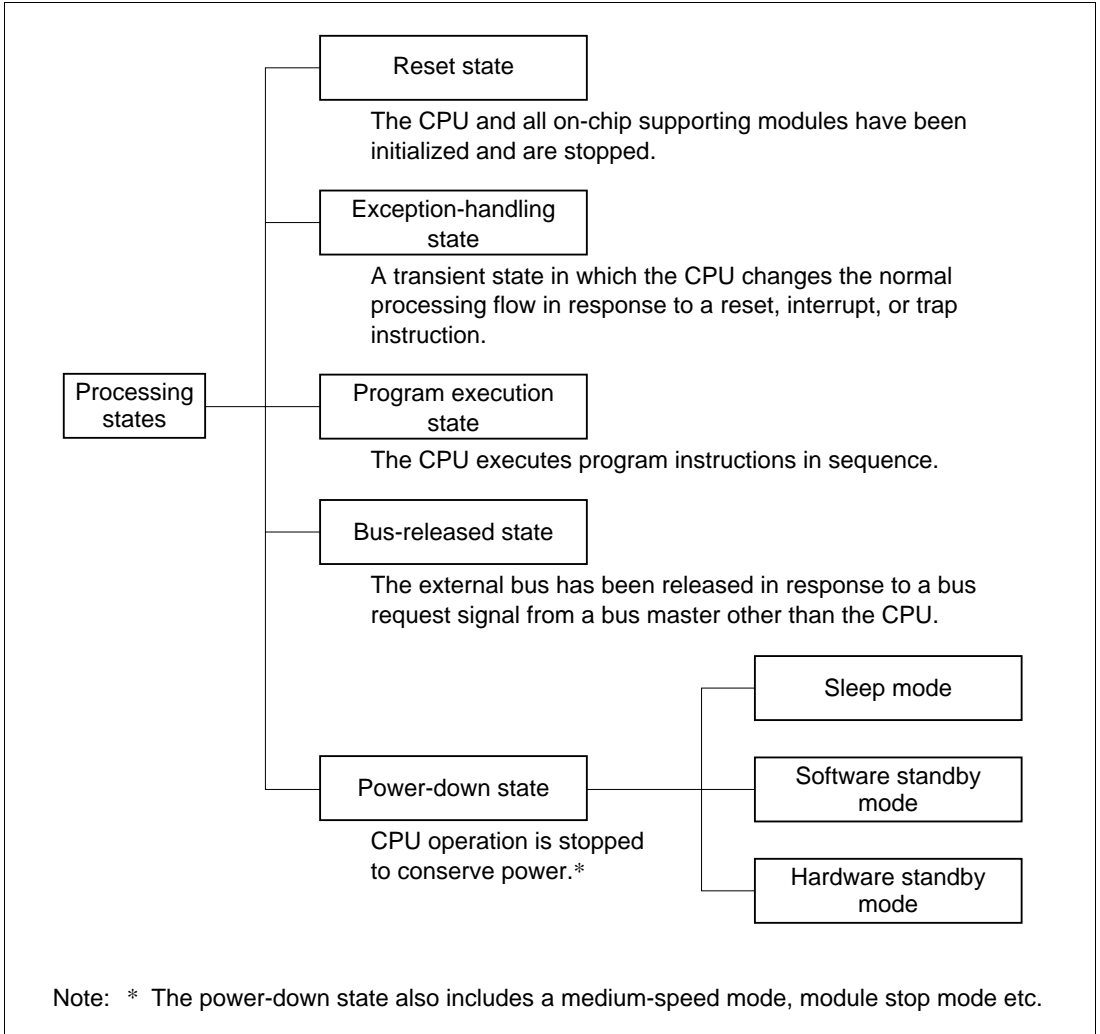 Reset state
The CPU and all on-chip supporting modules have been
initialized and are stopped.
Exception-handling
state
A transient state in which the CPU changes the normal
processing flow in response to a reset, interrupt, or trap
instruction.
Processing
states
Program execution
state
The CPU executes program instructions in sequence.
Bus-released state
The external bus has been released in response to a bus
request signal from a bus master other than the CPU.
Sleep mode
Power-down state
CPU operation is stopped
to conserve power.*
Software standby
mode
Hardware standby
mode
Note: * The power-down state also includes a medium-speed mode, module stop mode etc.